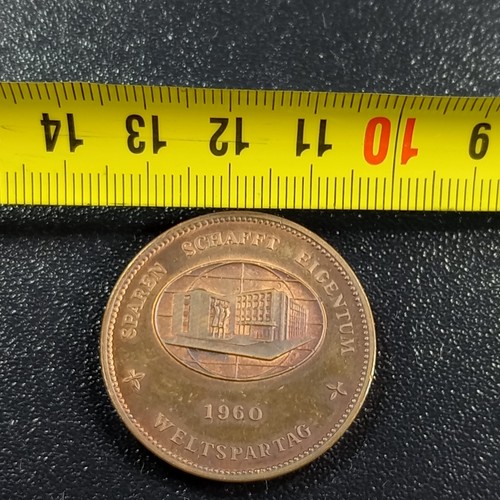 14 13 12 11 10 9
SPAREN SCHAFFT EIGENTUM
1960
WELTSPARTAG